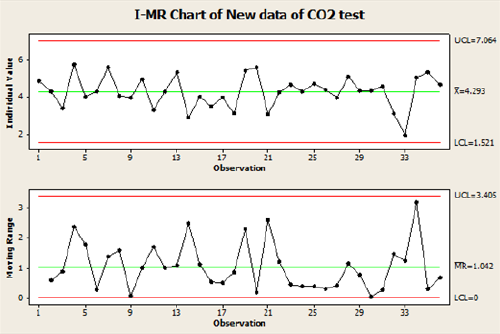 I-MR Chart of New data of CO2 test
UCL=7.064
6
Individual Value
X̄=4.293
4
2
LCL=1.521
1 5 9 13 17 21 25 29 33
Observation
UCL=3.405
3
Moving Range
2
1
M̅R̅=1.042
0
LCL=0
1 5 9 13 17 21 25 29 33
Observation